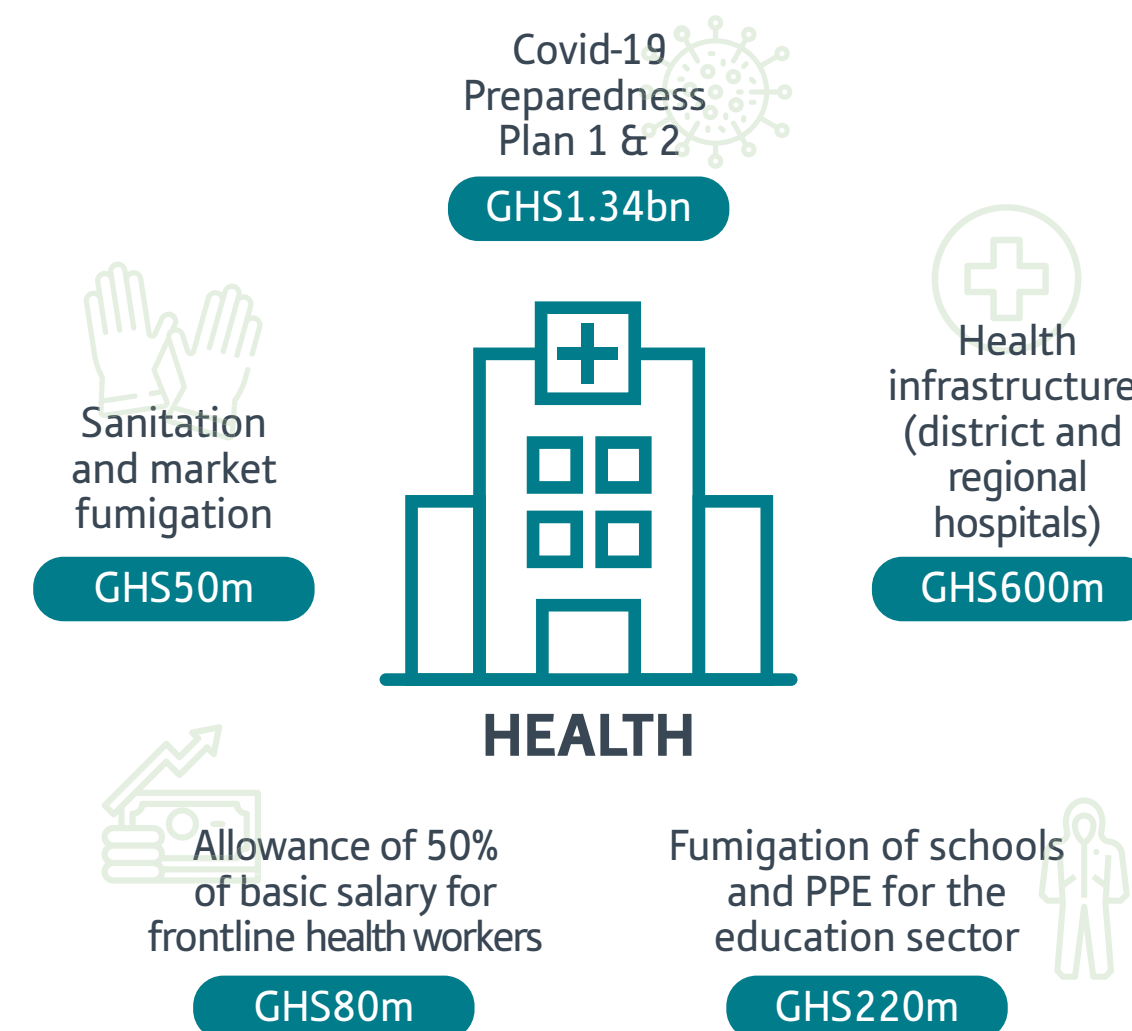 Covid-19
Preparedness
Plan 1 & 2
GHS1.34bn
Sanitation
and market
fumigation
GHS50m
Health
infrastructure
(district and
regional
hospitals)
GHS600m
HEALTH
Allowance of 50%
of basic salary for
frontline health workers
GHS80m
Fumigation of schools
and PPE for the
education sector
GHS220m